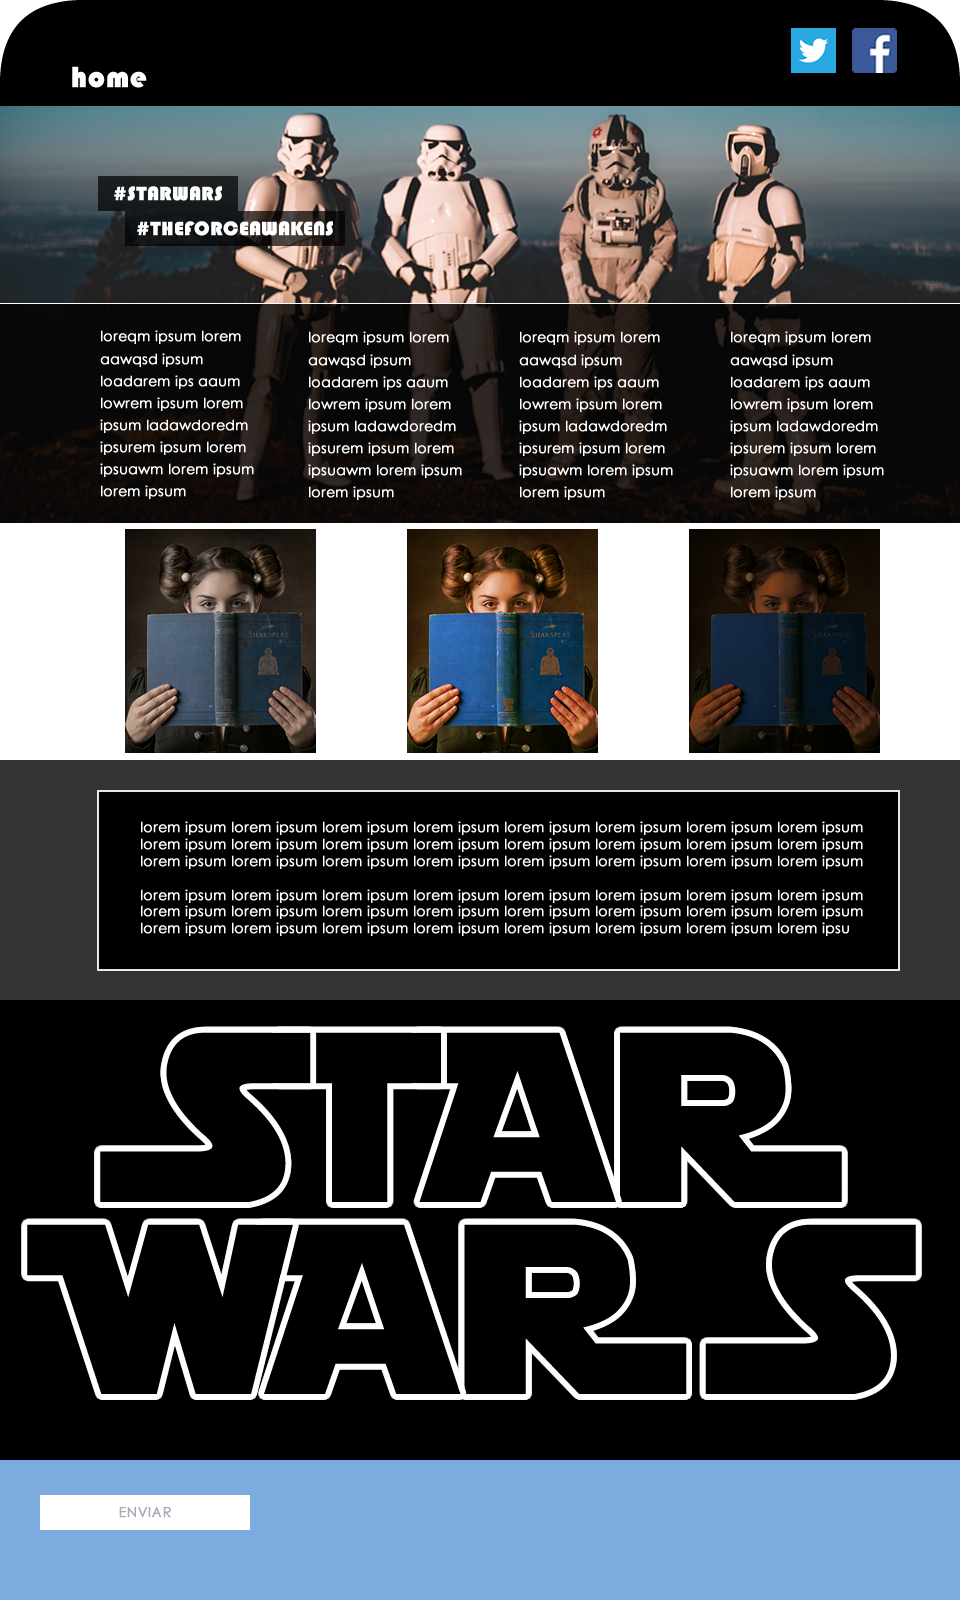 home
#STARWARS
#THEFORCEAWAKENS
loreqm ipsum lorem
aawqsd ipsum
loadarem ips aaum
lowrem ipsum lorem
ipsum ladawdoredm
ipsurem ipsum lorem
ipsuawm lorem ipsum
lorem ipsum
loreqm ipsum lorem
aawqsd ipsum
loadarem ips aaum
lowrem ipsum lorem
ipsum ladawdoredm
ipsurem ipsum lorem
ipsuawm lorem ipsum
lorem ipsum
loreqm ipsum lorem
aawqsd ipsum
loadarem ips aaum
lowrem ipsum lorem
ipsum ladawdoredm
ipsurem ipsum lorem
ipsuawm lorem ipsum
lorem ipsum
loreqm ipsum lorem
aawqsd ipsum
loadarem ips aaum
lowrem ipsum lorem
ipsum ladawdoredm
ipsurem ipsum lorem
ipsuawm lorem ipsum
lorem ipsum
SHAKSPERE
SHAKSPERE
SHAKSPERE
lorem ipsum lorem ipsum lorem ipsum lorem ipsum lorem ipsum lorem ipsum lorem ipsum lorem ipsum
lorem ipsum lorem ipsum lorem ipsum lorem ipsum lorem ipsum lorem ipsum lorem ipsum lorem ipsum
lorem ipsum lorem ipsum lorem ipsum lorem ipsum lorem ipsum lorem ipsum lorem ipsum lorem ipsum
lorem ipsum lorem ipsum lorem ipsum lorem ipsum lorem ipsum lorem ipsum lorem ipsum lorem ipsum
lorem ipsum lorem ipsum lorem ipsum lorem ipsum lorem ipsum lorem ipsum lorem ipsum lorem ipsum
lorem ipsum lorem ipsum lorem ipsum lorem ipsum lorem ipsum lorem ipsum lorem ipsum lorem ipsu
STAR
WARS
ENVIAR